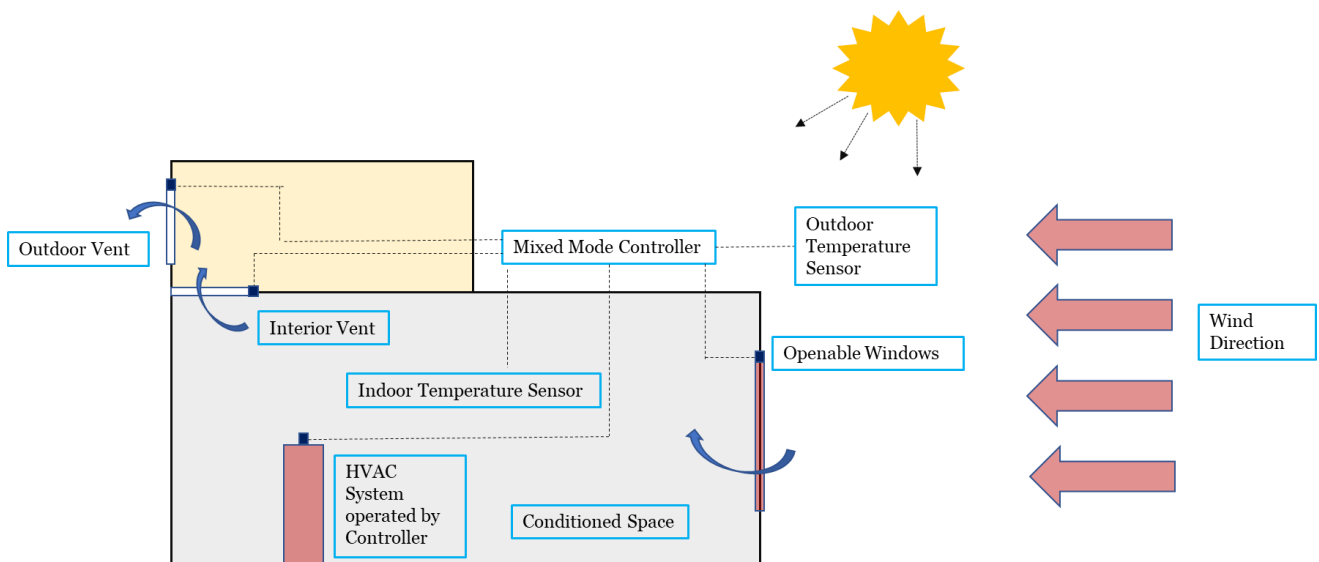 Outdoor Vent
Mixed Mode Controller
Outdoor
Temperature
Sensor
Interior Vent
Openable Windows
Wind
Direction
Indoor Temperature Sensor
HVAC
System
operated by
Controller
Conditioned Space